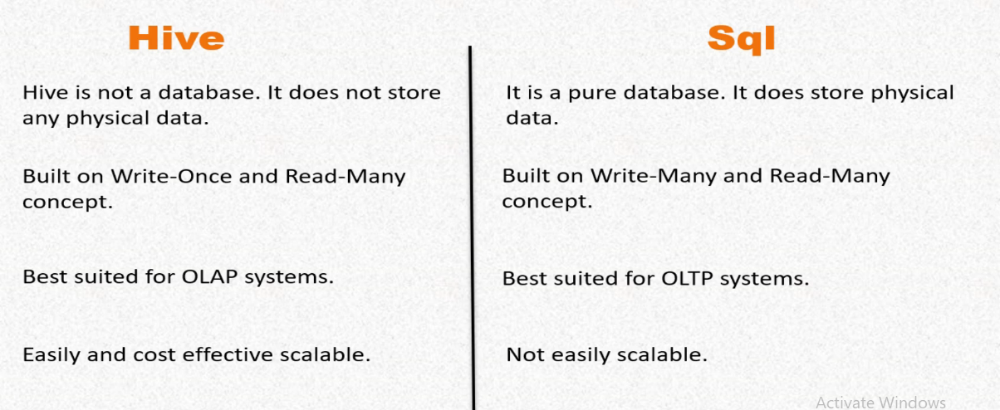 Hive
Hive is not a database. It does not store
any physical data.
Built on Write-Once and Read-Many
concept.
Best suited for OLAP systems.
Easily and cost effective scalable.
Sql
It is a pure database. It does store physical
data.
Built on Write-Many and Read-Many
concept.
Best suited for OLTP systems.
Not easily scalable.
Activate Windows